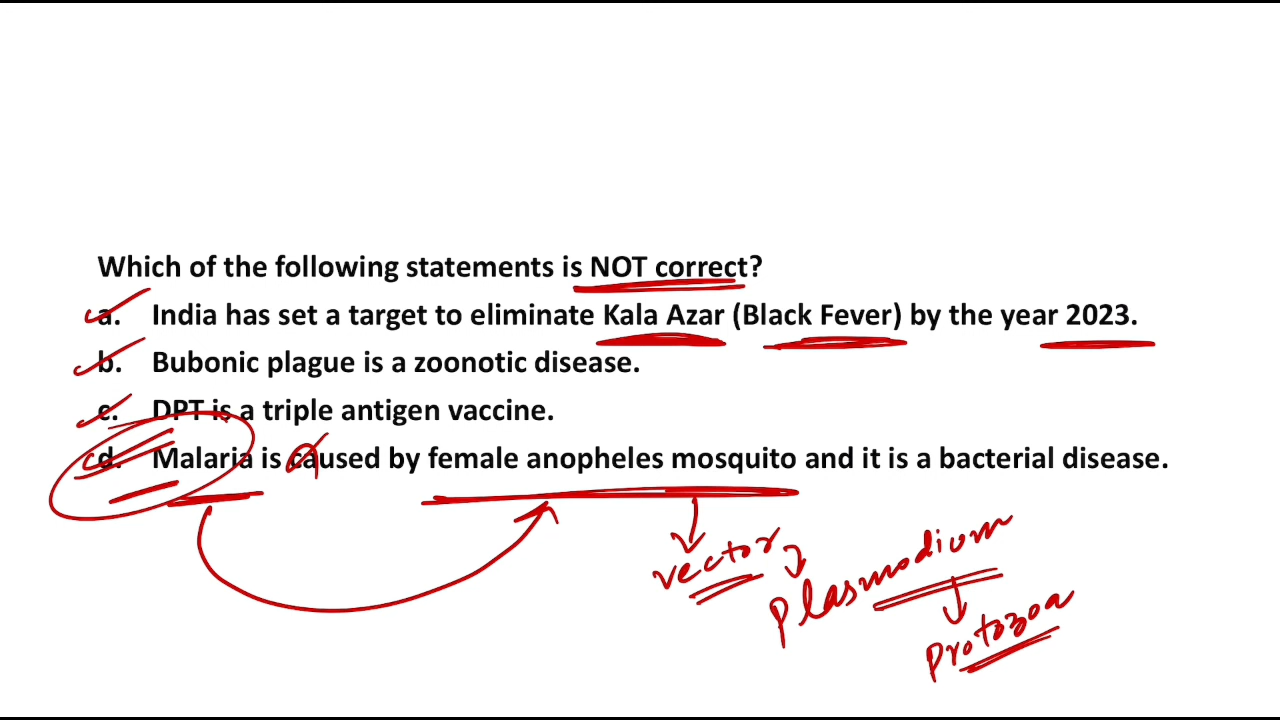 Which of the following statements is NOT correct?
a. India has set a target to eliminate Kala Azar (Black Fever) by the year 2023.
b. Bubonic plague is a zoonotic disease.
c. DPT is a triple antigen vaccine.
d. Malaria is caused by female anopheles mosquito and it is a bacterial disease.
vector
Plasmodium
Protozoa